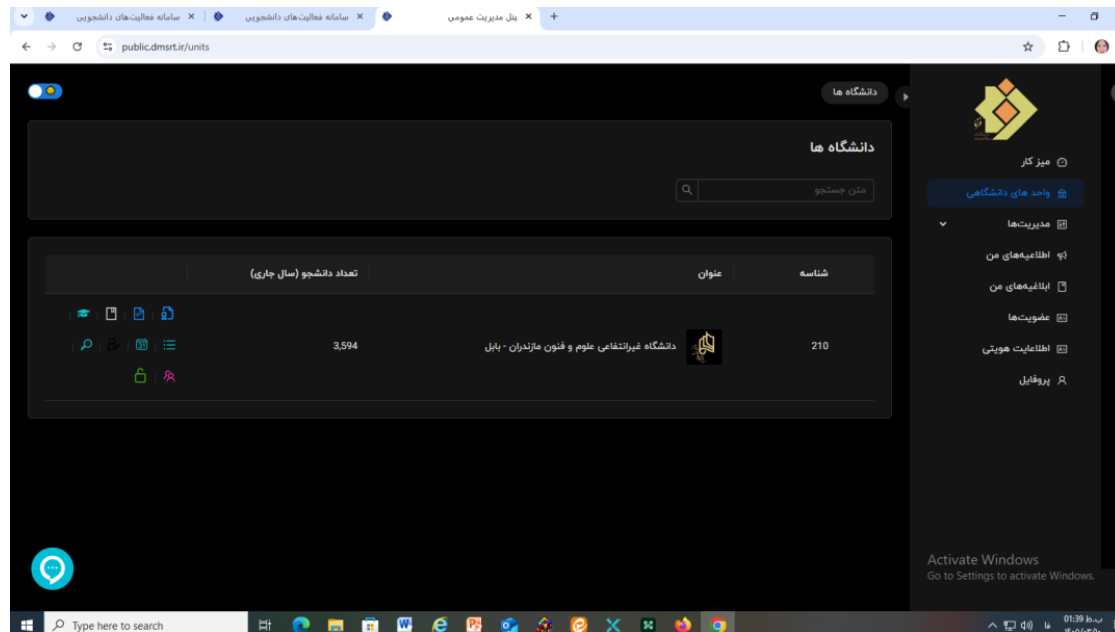 پنل مدیریت عمومی
سامانه فعالیت‌های دانشجویی
سامانه فعالیت‌های دانشجویی
public.dmsrt.ir/units
دانشگاه ها
میز کار
واحد های دانشگاهی
مدیریت‌ها
اطلاعیه‌های من
ابلاغیه‌های من
عضویت‌ها
اطلاعایت هویتی
پروفایل
دانشگاه ها
متن جستجو
شناسه
عنوان
تعداد دانشجو (سال جاری)
210
دانشگاه غیرانتفاعی علوم و فنون مازندران - بابل
3,594
Activate Windows
Go to Settings to activate Windows.
Type here to search
فا
01:39 ب.ظ